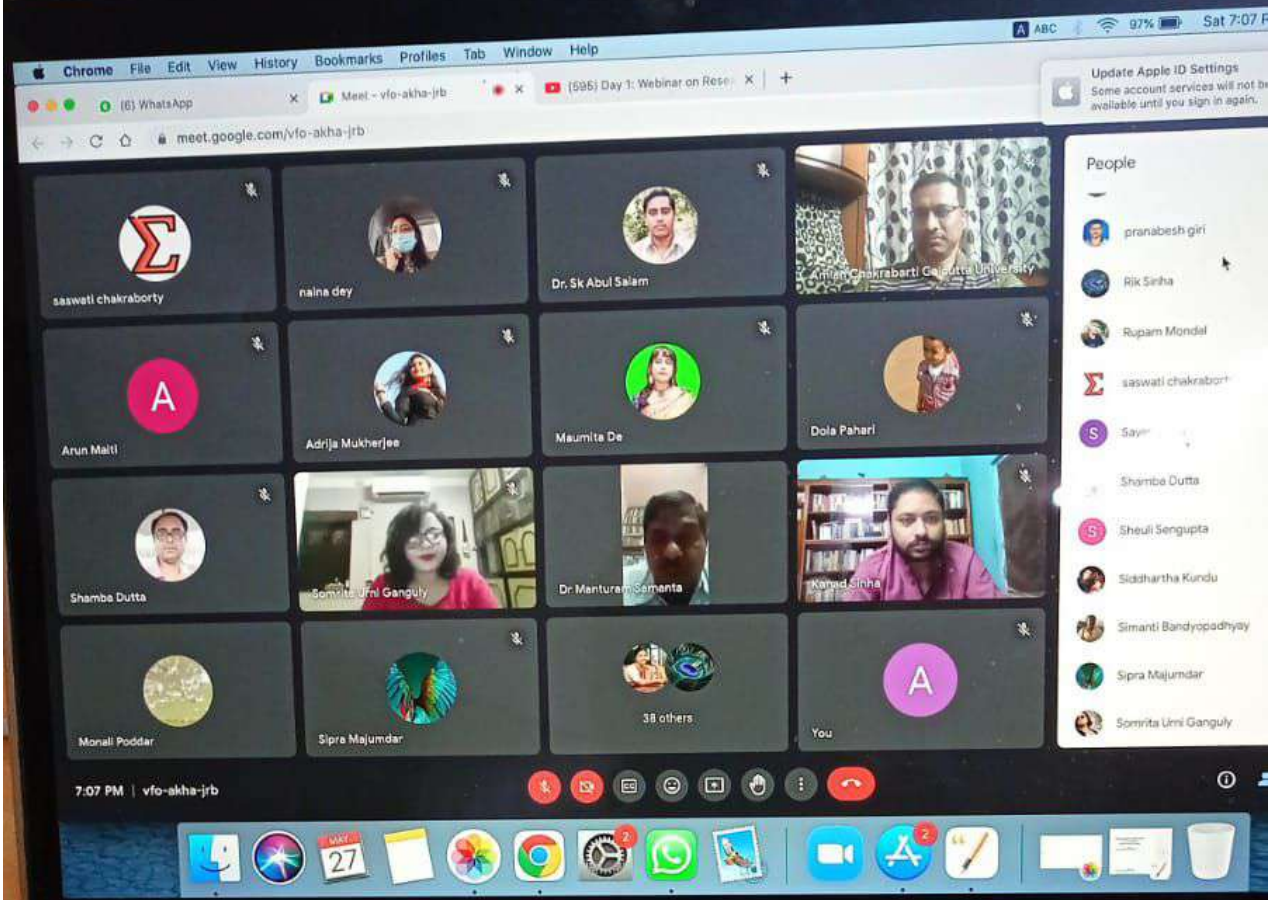 ABC 97% Sat 7:07
Chrome File Edit View History Bookmarks Profiles Tab Window Help
(6) WhatsApp
Meet - vfo-akha-jrb
(595) Day 1: Webinar on Rese
Update Apple ID Settings
Some account services will not be
available until you sign in again.
meet.google.com/vfo-akha-jrb
saswati chakraborty
naina dey
Dr. Sk Abul Salam
Amlan Chakrabarti Calcutta University
A
Arun Maiti
Adrija Mukherjee
Maumita De
Dola Pahari
Shamba Dutta
Somrita Urni Ganguly
Dr Manturam Samanta
Kanad Sinha
Monali Poddar
Sipra Majumdar
38 others
A
You
People
pranabesh giri
Rik Sinha
Rupam Mondal
saswati chakrabort
S
Shamba Dutta
S Sheuli Sengupta
Siddhartha Kundu
Simanti Bandyopadhyay
Sipra Majumdar
Somrita Urni Ganguly
7:07 PM | vfo-akha-jrb
CC
MAY
27
2
2